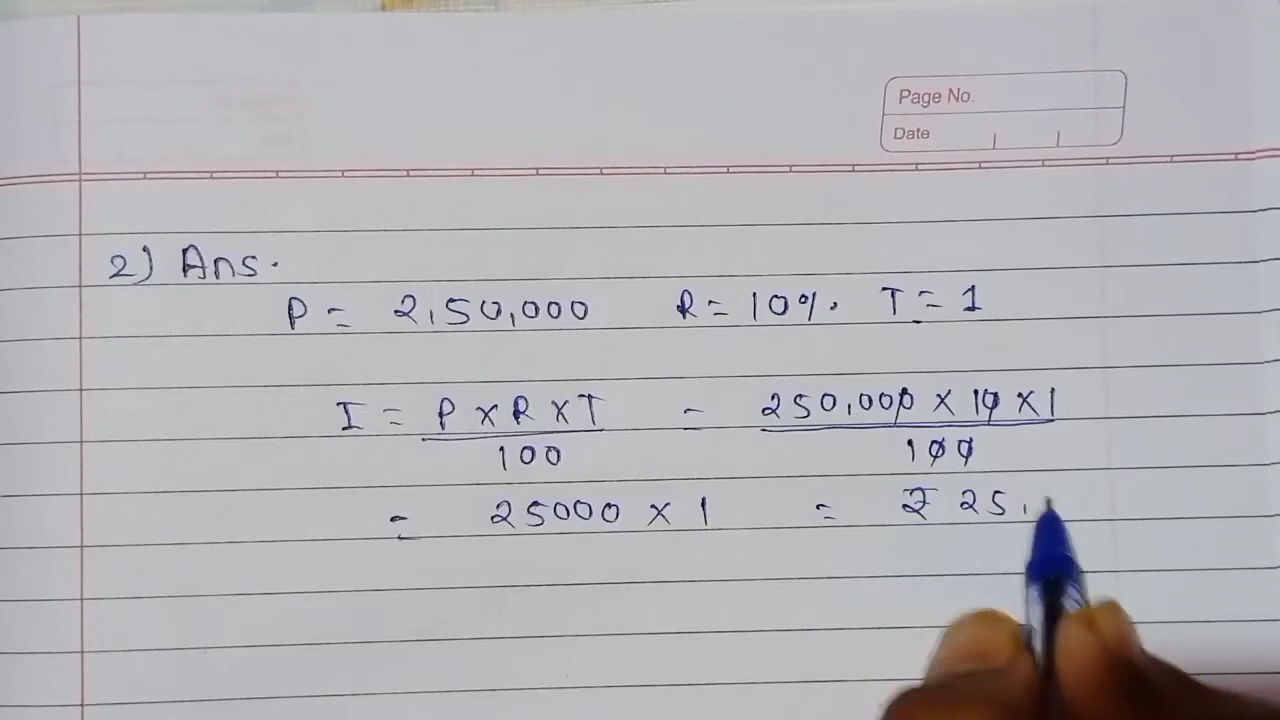 Page No.
Date
2) Ans.
P = 2,50,000 R = 10% T = 1
I = P x R x T / 100 = 250,000 x 10 x 1 / 100
= 25000 x 1 = ₹ 25,